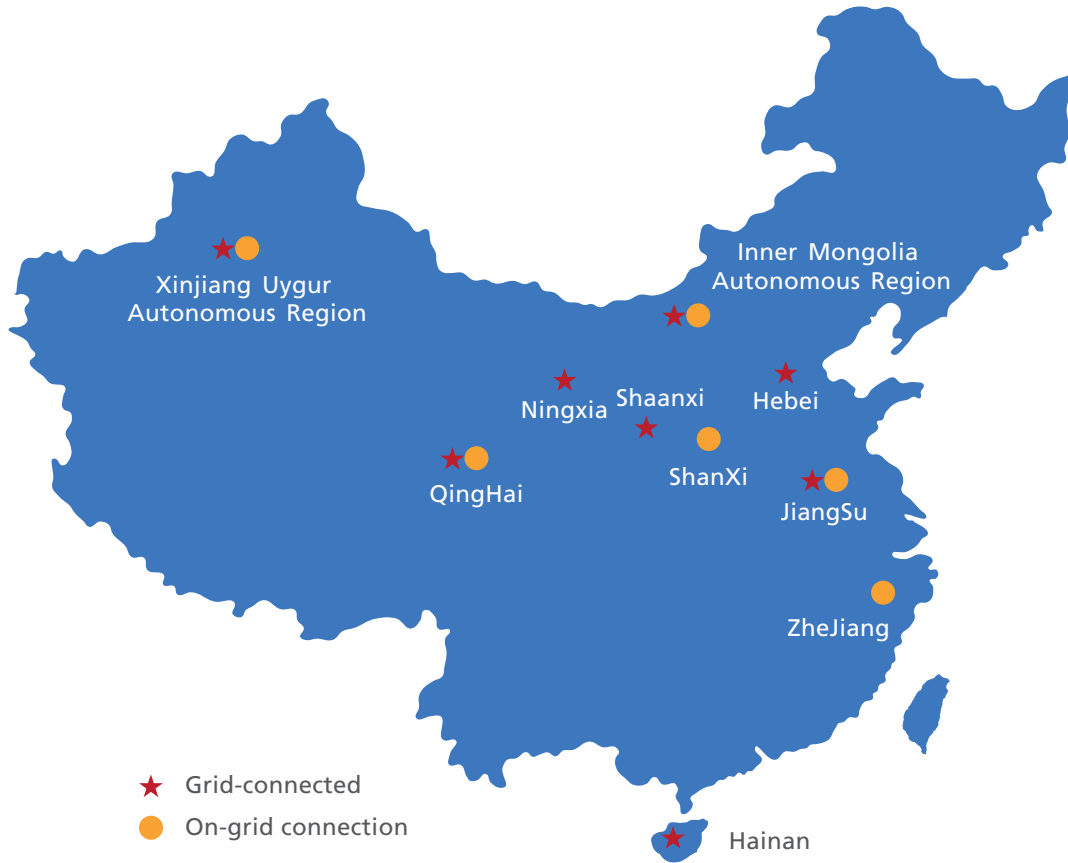 Inner Mongolia
Autonomous Region
Xinjiang Uygur
Autonomous Region
Ningxia
Shaanxi
Hebei
QingHai
ShanXi
JiangSu
ZheJiang
Grid-connected
On-grid connection
Hainan